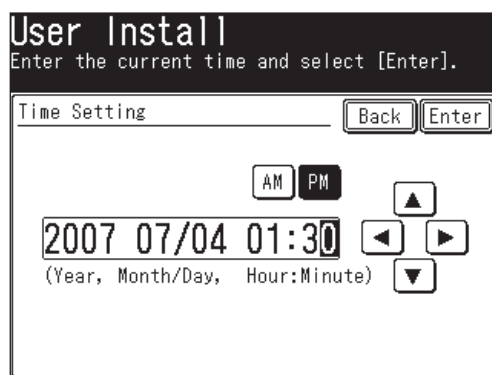 User Install
Enter the current time and select [Enter].
Time Setting
Back
Enter
AM
PM
2007 07/04 01:30
(Year, Month/Day, Hour:Minute)